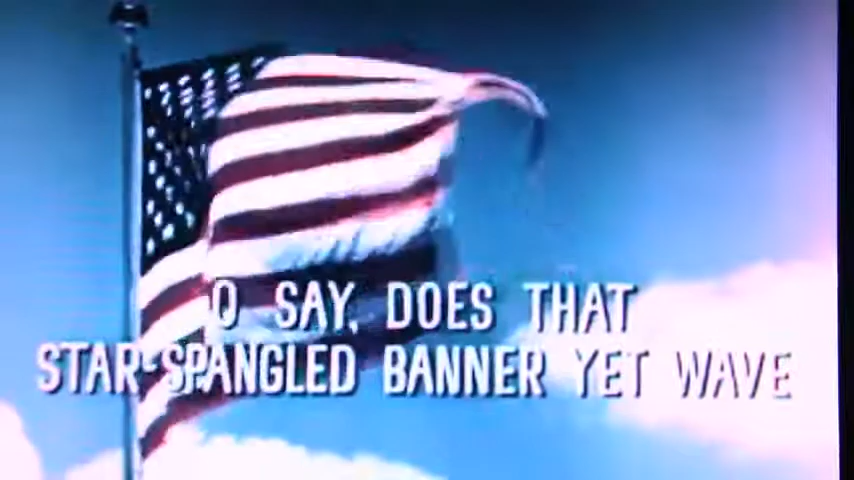 O SAY, DOES THAT
STAR-SPANGLED BANNER YET WAVE